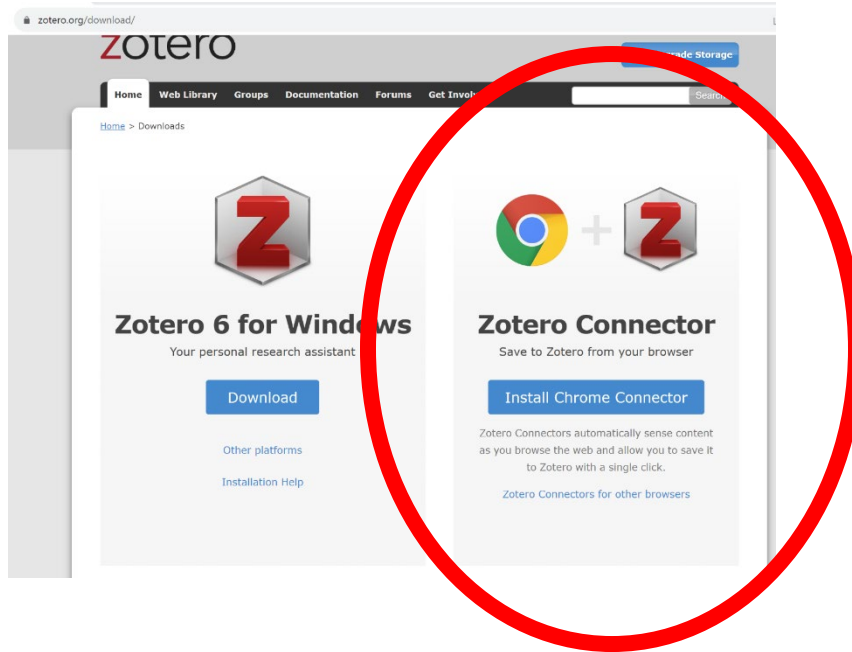 zotero.org/download/
zotero
rade Storage
Home Web Library Groups Documentation Forums Get Involv
Search
Home > Downloads
Zotero 6 for Windows
Your personal research assistant
Download
Other platforms
Installation Help
Zotero Connector
Save to Zotero from your browser
Install Chrome Connector
Zotero Connectors automatically sense content
as you browse the web and allow you to save it
to Zotero with a single click.
Zotero Connectors for other browsers